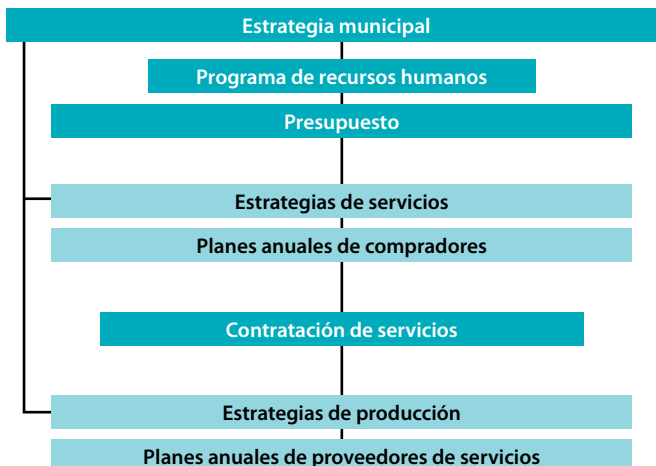 Estrategia municipal
Programa de recursos humanos
Presupuesto
Estrategias de servicios
Planes anuales de compradores
Contratación de servicios
Estrategias de producción
Planes anuales de proveedores de servicios